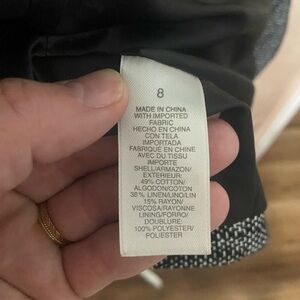 8
MADE IN CHINA
WITH IMPORTED
FABRIC
HECHO EN CHINA
CON TELA
IMPORTADA
FABRIQUÉ EN CHINE
AVEC DU TISSU
IMPORTE
SHELL/ARMAZON/
EXTERIEUR:
49% COTTON/
ALGODON/COTON
36% LINEN/LINO/LIN
15% RAYON/
VISCOSA/RAYONNE
LINING/FORRO/
DOUBLURE:
100% POLYESTER/
POLIESTER